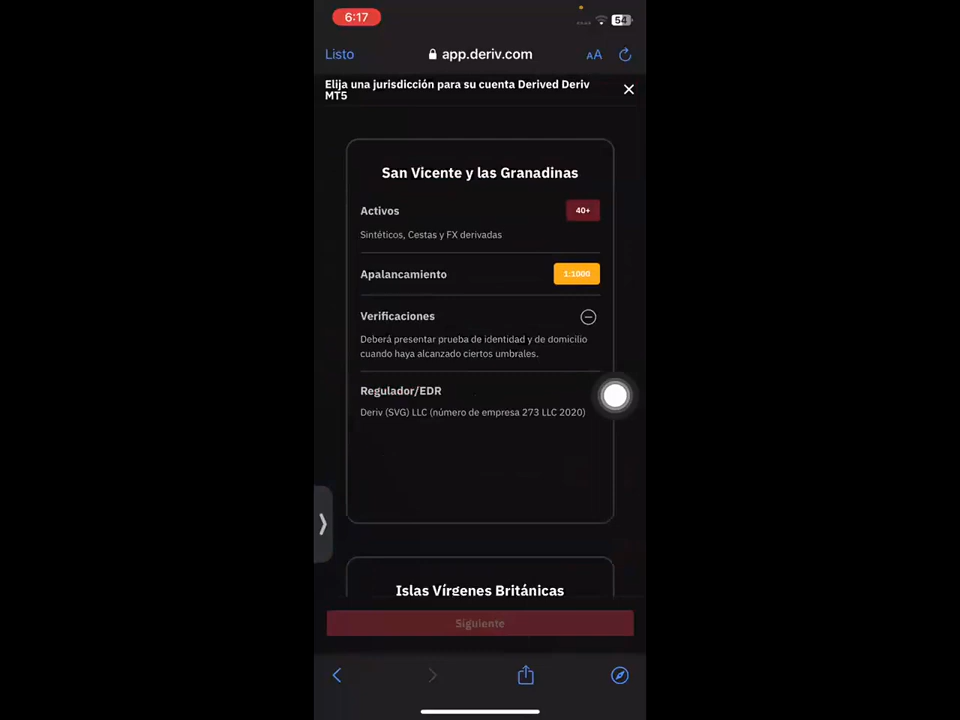 6:17
54
Listo
app.deriv.com
AA
Elija una jurisdicción para su cuenta Derived Deriv
MT5
San Vicente y las Granadinas
Activos
40+
Sintéticos, Cestas y FX derivadas
Apalancamiento
1:1000
Verificaciones
Deberá presentar prueba de identidad y de domicilio
cuando haya alcanzado ciertos umbrales.
Regulador/EDR
Deriv (SVG) LLC (número de empresa 273 LLC 2020)
Islas Vírgenes Británicas
Siguiente